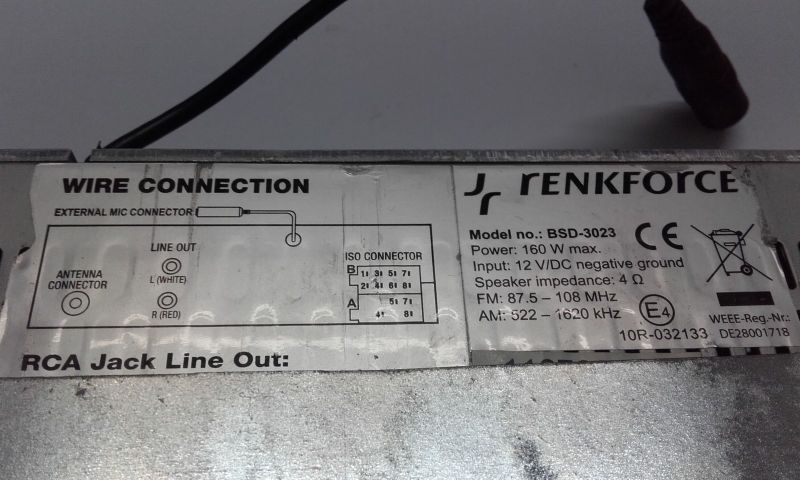 WIRE CONNECTION
EXTERNAL MIC CONNECTOR:
LINE OUT
L (WHITE)
R (RED)
ANTENNA
CONNECTOR
ISO CONNECTOR
B
1 3 5 7
2 4 6 8
A
5 7
4 8
RCA Jack Line Out:
RENKFORCE
Model no.: BSD-3023
Power: 160 W max.
Input: 12 V/DC negative ground
Speaker impedance: 4 Ω
FM: 87.5 – 108 MHz
AM: 522 – 1620 kHz
CE
E4
10R-032133
WEEE-Reg.-Nr.:
DE28001718